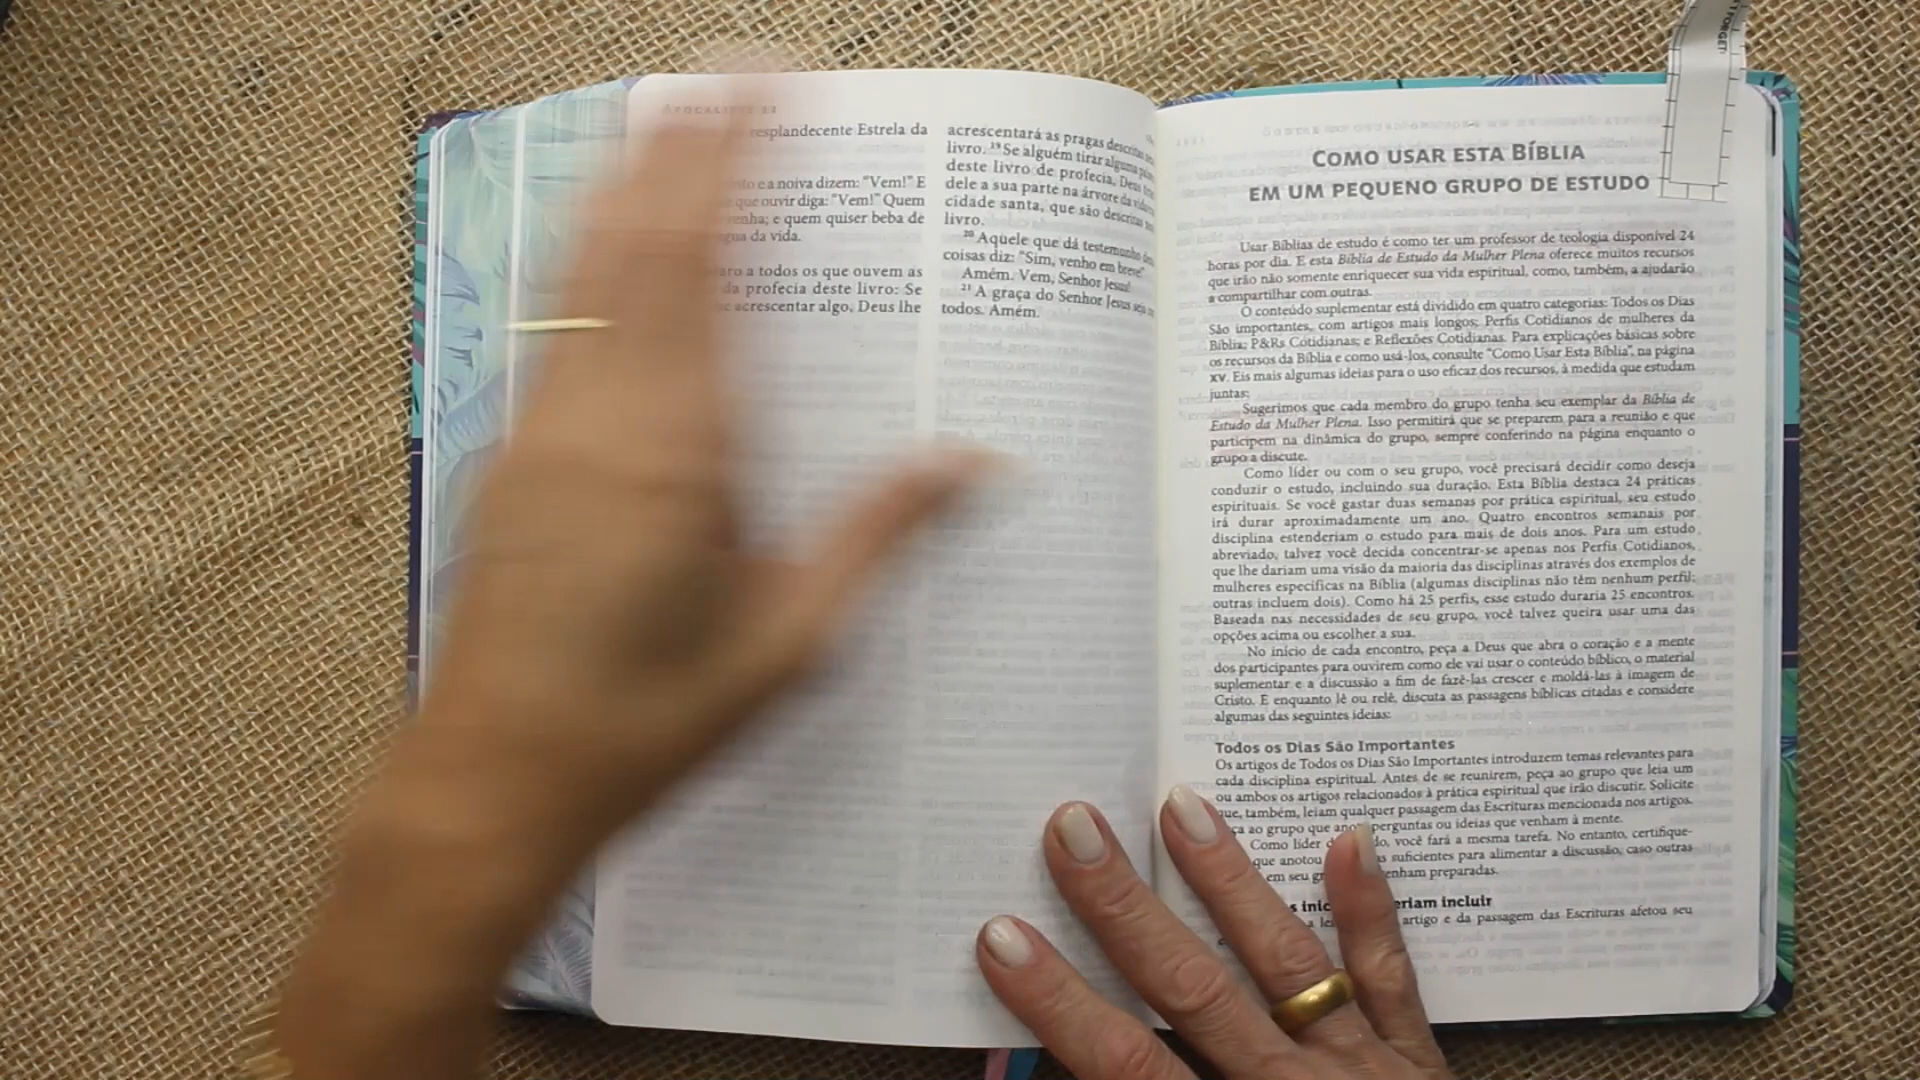 T FORGET
APOCALIPSE 22
resplandecente Estrela da
e a noiva dizem: “Vem!” E
que ouvir diga: “Vem!” Quem
venha; e quem quiser beba de
da vida.
a todos os que ouvem as
da profecia deste livro: Se
acrescentar algo, Deus lhe
acrescentará as pragas descritas
livro. ¹⁹Se alguém tirar alguma
deste livro de profecia, Deus
dele a sua parte na árvore da vida
cidade santa, que são descritas
livro.
²⁰Aquele que dá testemunho
coisas diz: “Sim, venho em breve!”
Amém. Vem, Senhor Jesus!
²¹A graça do Senhor Jesus seja
todos. Amém.
COMO USAR ESTA BÍBLIA
EM UM PEQUENO GRUPO DE ESTUDO
Usar Bíblias de estudo é como ter um professor de teologia disponível 24
horas por dia. E esta Bíblia de Estudo da Mulher Plena oferece muitos recursos
que irão não somente enriquecer sua vida espiritual, como, também, a ajudarão
a compartilhar com outras.
O conteúdo suplementar está dividido em quatro categorias: Todos os Dias
São importantes, com artigos mais longos; Perfis Cotidianos de mulheres da
Bíblia; P&Rs Cotidianas; e Reflexões Cotidianas. Para explicações básicas sobre
os recursos da Bíblia e como usá-los, consulte “Como Usar Esta Bíblia”, na página
XV. Eis mais algumas ideias para o uso eficaz dos recursos, à medida que estudam
juntas:
Sugerimos que cada membro do grupo tenha seu exemplar da Bíblia de
Estudo da Mulher Plena. Isso permitirá que se preparem para a reunião e que
participem na dinâmica do grupo, sempre conferindo na página enquanto o
grupo a discute.
Como líder ou com o seu grupo, você precisará decidir como deseja
conduzir o estudo, incluindo sua duração. Esta Bíblia destaca 24 práticas
espirituais. Se você gastar duas semanas por prática espiritual, seu estudo
irá durar aproximadamente um ano. Quatro encontros semanais por
disciplina estenderiam o estudo para mais de dois anos. Para um estudo
abreviado, talvez você decida concentrar-se apenas nos Perfis Cotidianos,
que lhe dariam uma visão da maioria das disciplinas através dos exemplos de
mulheres específicas na Bíblia (algumas disciplinas não têm nenhum perfil;
outras incluem dois). Como há 25 perfis, esse estudo duraria 25 encontros.
Baseada nas necessidades de seu grupo, você talvez queira usar uma das
opções acima ou escolher a sua.
No início de cada encontro, peça a Deus que abra o coração e a mente
dos participantes para ouvirem como ele vai usar o conteúdo bíblico, o material
suplementar e a discussão a fim de fazê-las crescer e moldá-las à imagem de
Cristo. E enquanto lê ou relê, discuta as passagens bíblicas citadas e considere
algumas das seguintes ideias:
Todos os Dias São Importantes
Os artigos de Todos os Dias São Importantes introduzem temas relevantes para
cada disciplina espiritual. Antes de se reunirem, peça ao grupo que leia um
ou ambos os artigos relacionados à prática espiritual que irão discutir. Solicite
que, também, leiam qualquer passagem das Escrituras mencionada nos artigos.
ao grupo que perguntas ou ideias que venham à mente.
Como líder você fará a mesma tarefa. No entanto, certifique-
que anotou suficientes para alimentar a discussão, caso outras
em seu preparadas.
artigo e da passagem das Escrituras afetou seu